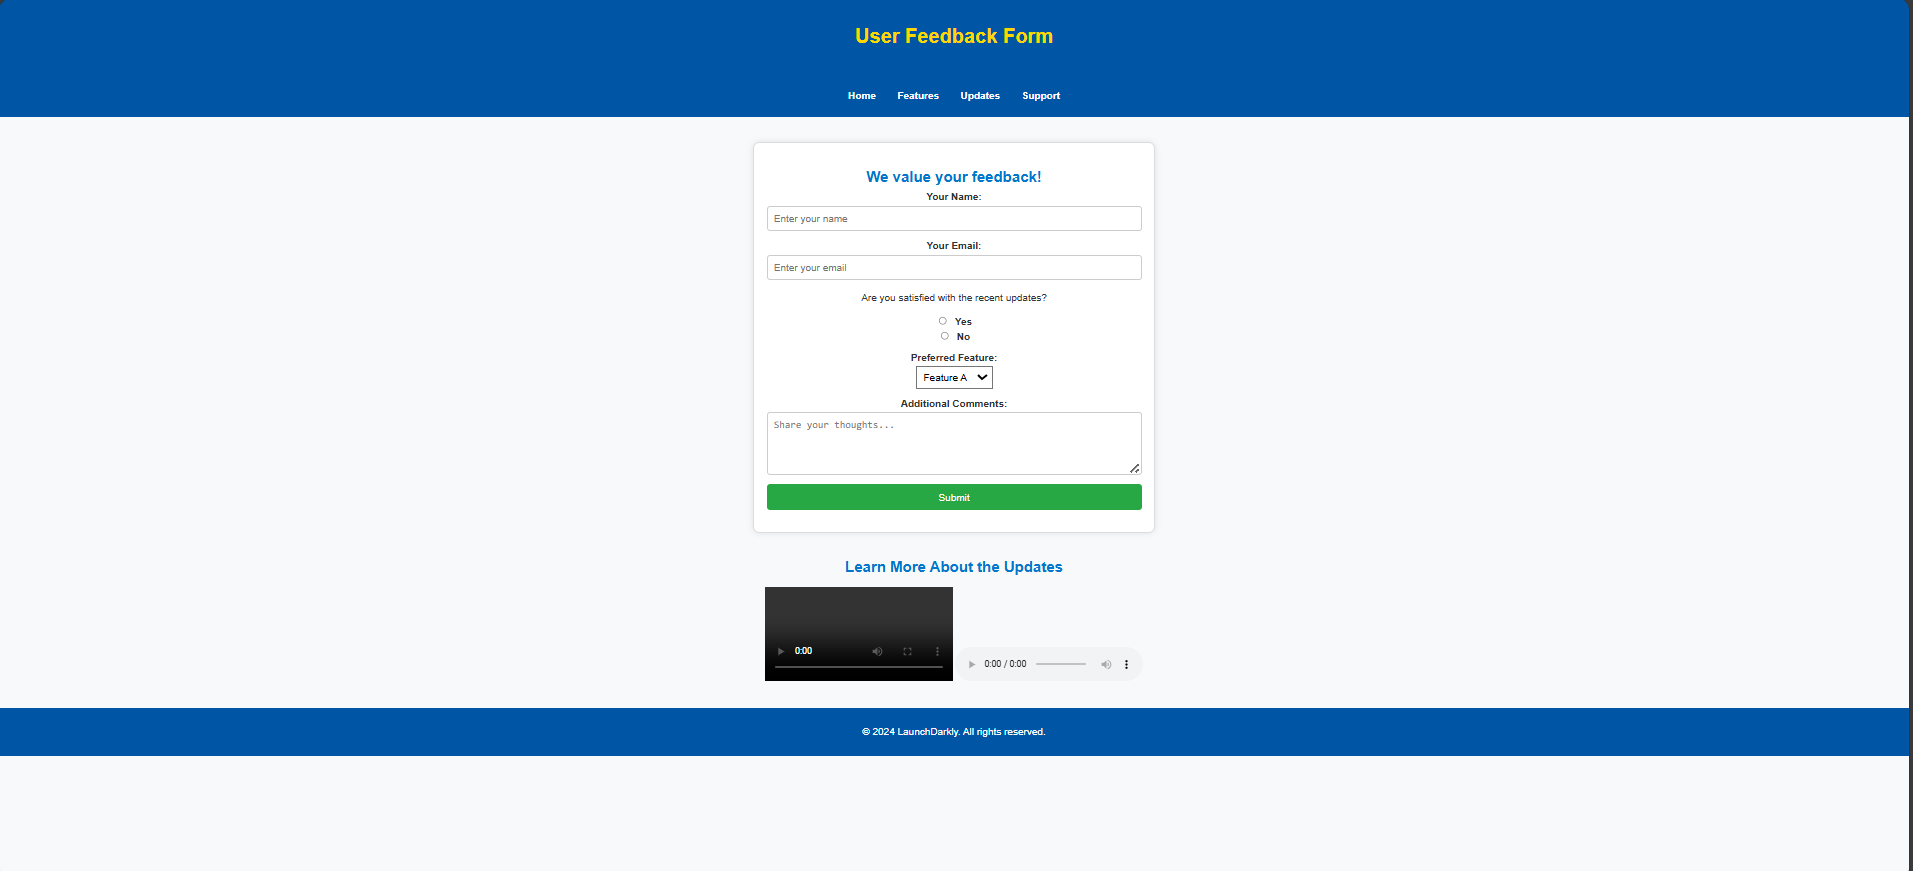 User Feedback Form
Home Features Updates Support
We value your feedback!
Your Name:
Enter your name
Your Email:
Enter your email
Are you satisfied with the recent updates?
Yes
No
Preferred Feature:
Feature A
Additional Comments:
Share your thoughts...
Submit
Learn More About the Updates
0:00
0:00 / 0:00
© 2024 LaunchDarkly. All rights reserved.